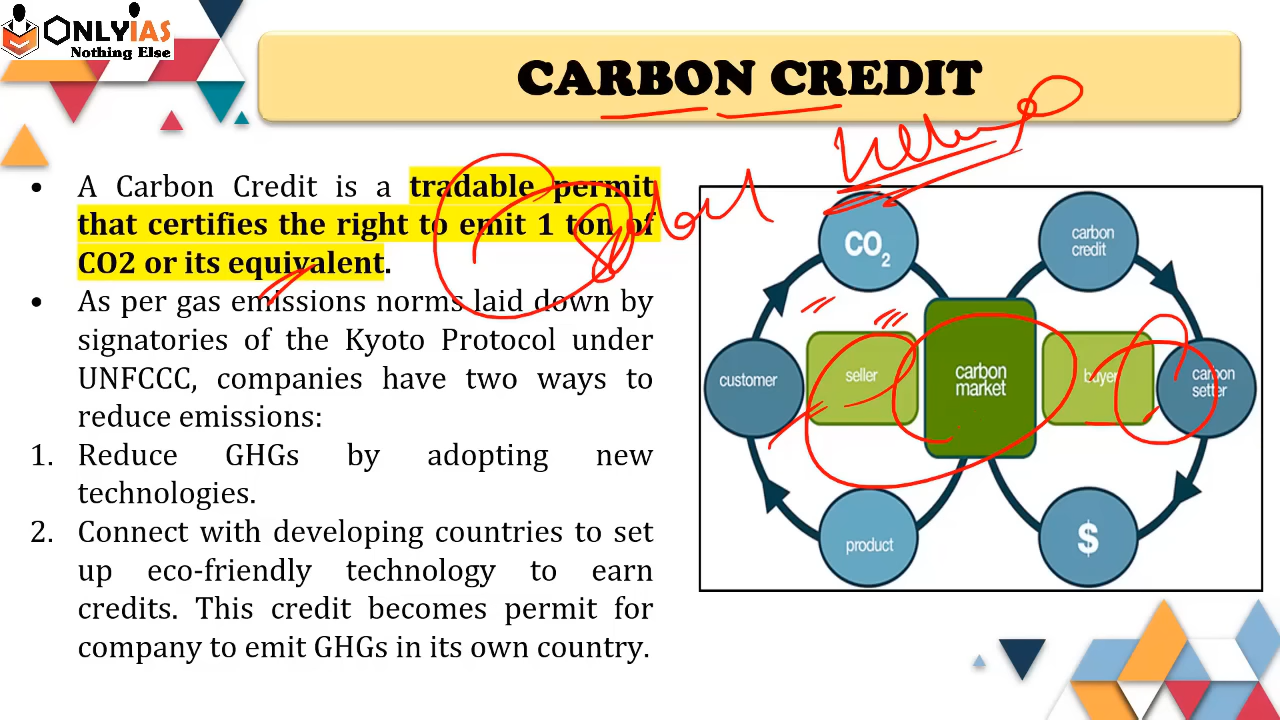 ONLYIAS
Nothing Else
CARBON CREDIT
• A Carbon Credit is a tradable permit
that certifies the right to emit 1 ton of
CO2 or its equivalent.
• As per gas emissions norms laid down by
signatories of the Kyoto Protocol under
UNFCCC, companies have two ways to
reduce emissions:
1. Reduce GHGs by adopting new
technologies.
2. Connect with developing countries to set
up eco-friendly technology to earn
credits. This credit becomes permit for
company to emit GHGs in its own country.
CO2
carbon
credit
customer
seller
carbon
market
buyer
carbon
setter
product
$